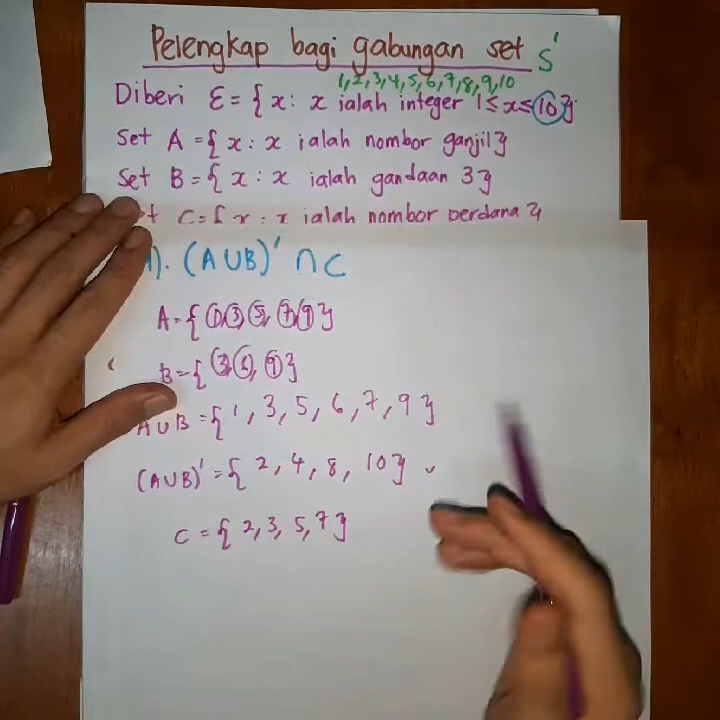 Pelengkap bagi gabungan set S'
1,2,3,4,5,6,7,8,9,10
Diberi Ɛ = { x : x ialah integer 1 ≤ x ≤ 10 }
Set A = { x : x ialah nombor ganjil }
Set B = { x : x ialah gandaan 3 }
C = { x : x ialah nombor perdana }
). (A∪B)' ∩ C
A = { 1, 3, 5, 7, 9 }
B = { 3, 6, 9 }
A∪B = { 1, 3, 5, 6, 7, 9 }
(A∪B)' = { 2, 4, 8, 10 }
C = { 2, 3, 5, 7 }